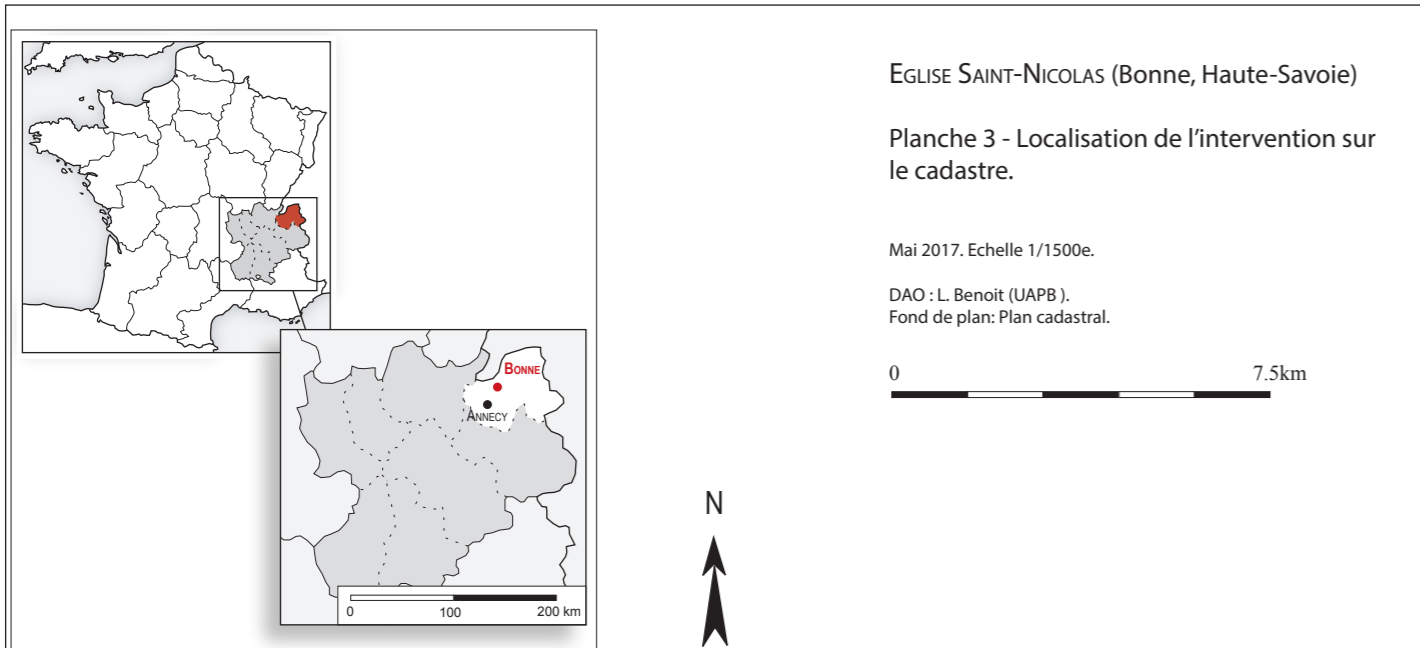 EGLISE SAINT-NICOLAS (Bonne, Haute-Savoie)
Planche 3 - Localisation de l'intervention sur
le cadastre.
Mai 2017. Echelle 1/1500e.
DAO : L. Benoit (UAPB ).
Fond de plan: Plan cadastral.
0 7.5km
BONNE
ANNECY
0 100 200 km
N